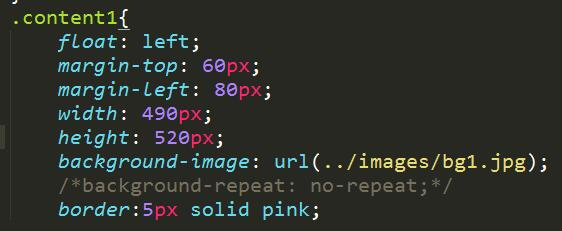 .content1{
float: left;
margin-top: 60px;
margin-left: 80px;
width: 490px;
height: 520px;
background-image: url(../images/bg1.jpg);
/*background-repeat: no-repeat;*/
border:5px solid pink;